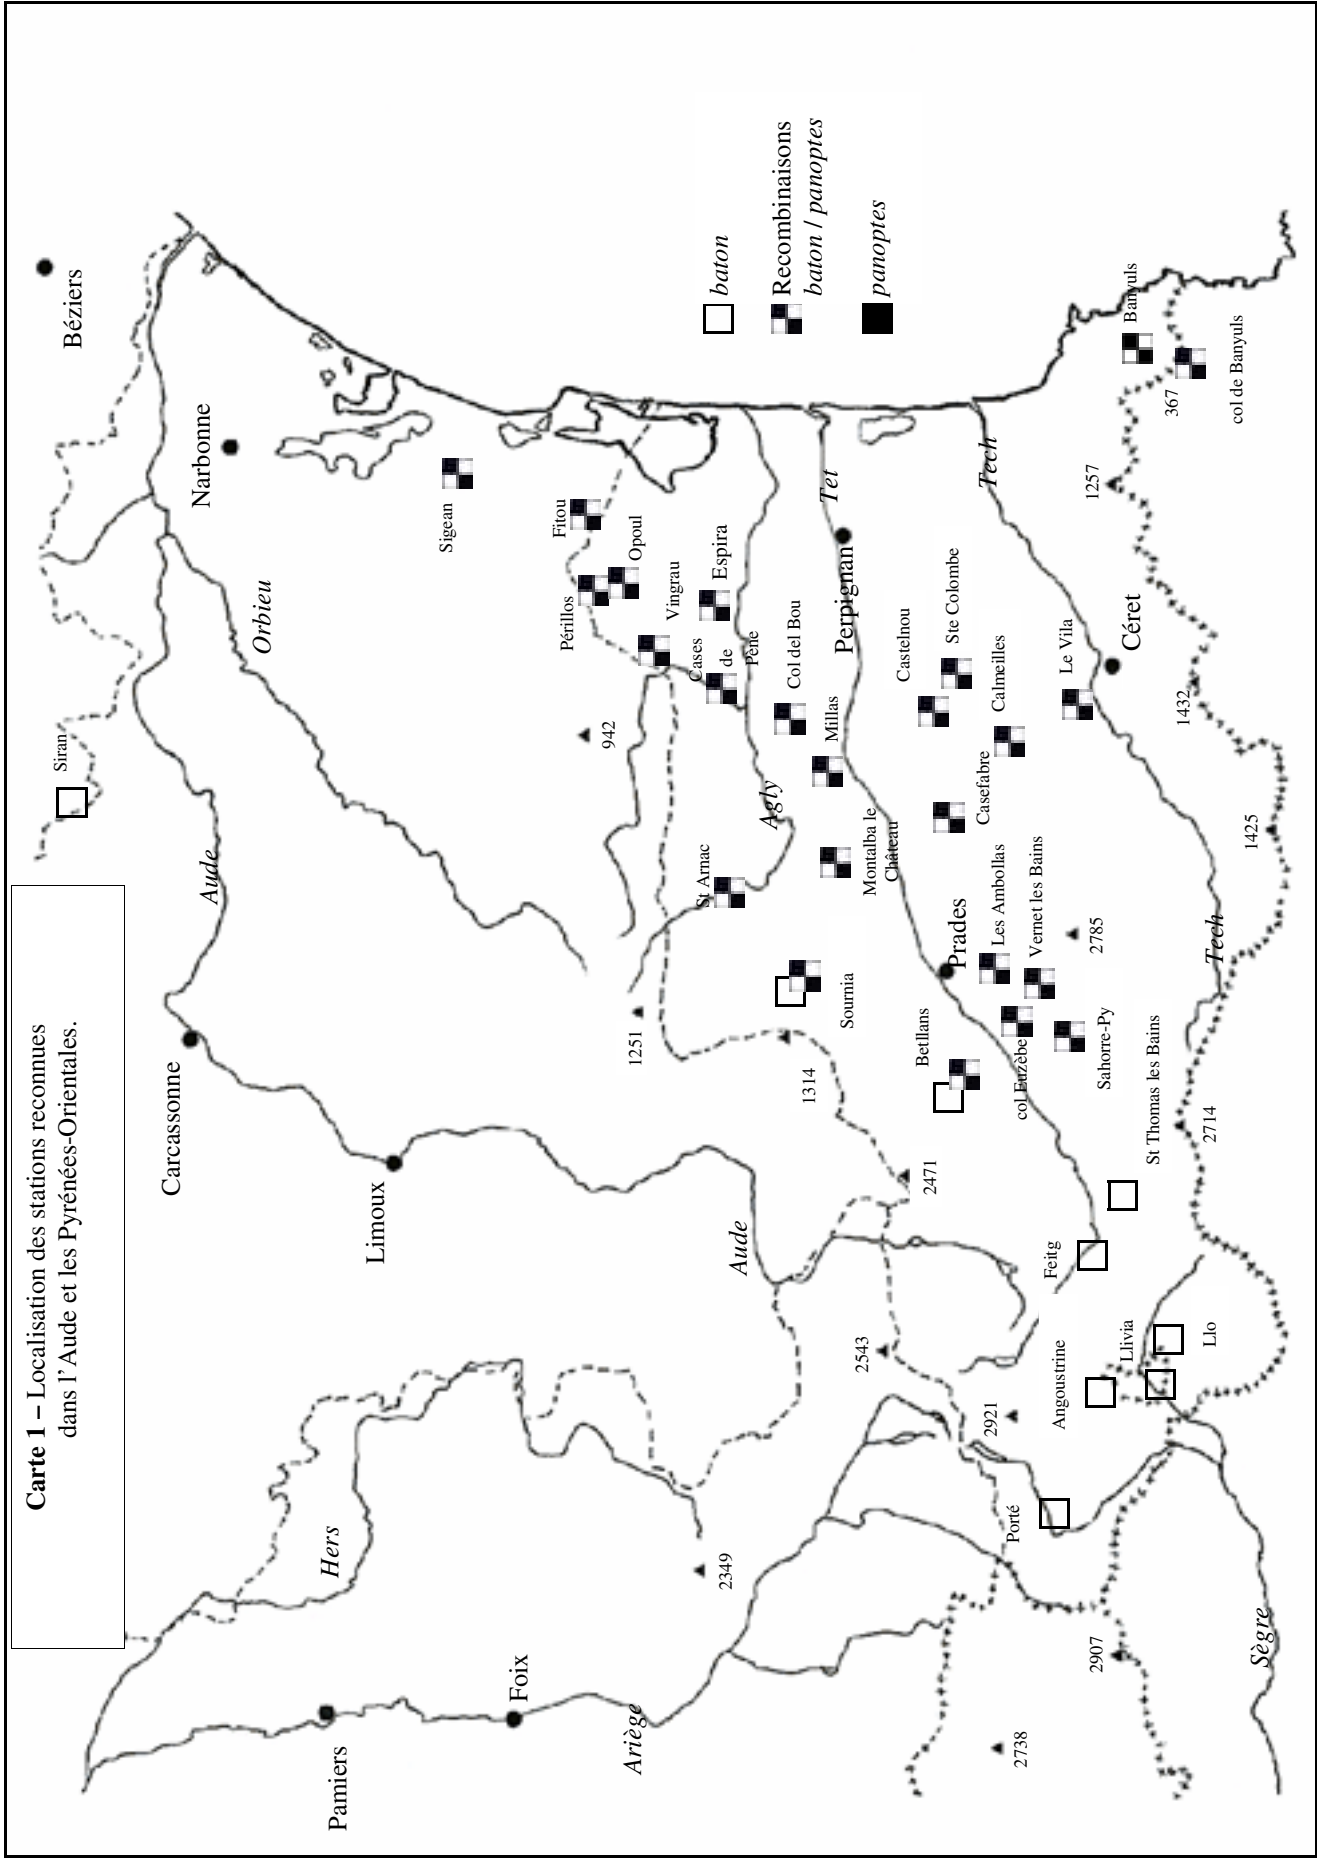 Carte 1 – Localisation des stations reconnues
dans l'Aude et les Pyrénées-Orientales.
Béziers
Narbonne
Siran
Carcassonne
Aude
Orbieu
Limoux
Hers
Pamiers
Foix
Ariège
Aude
Sigean
Fitou
Opoul
Périllos
Vingrau
Espira
Cases
de
Pène
Col del Bou
Millas
Agly
St Arnac
Montalba le
Château
Sournia
942
1251
1314
2349
2471
2543
baton
Recombinaisons
baton / panoptes
panoptes
Tet
Perpignan
Tech
Castelnou
Ste Colombe
Calmeilles
Casefabre
Le Vila
Céret
Prades
Les Ambollas
Vernet les Bains
Betllans
col Euzèbe
Sahorre-Py
St Thomas les Bains
Feitg
Llivia
Llo
Angoustrine
Porté
Banyuls
col de Banyuls
367
1257
1432
1425
2785
Tech
2714
2921
2907
2738
Sègre